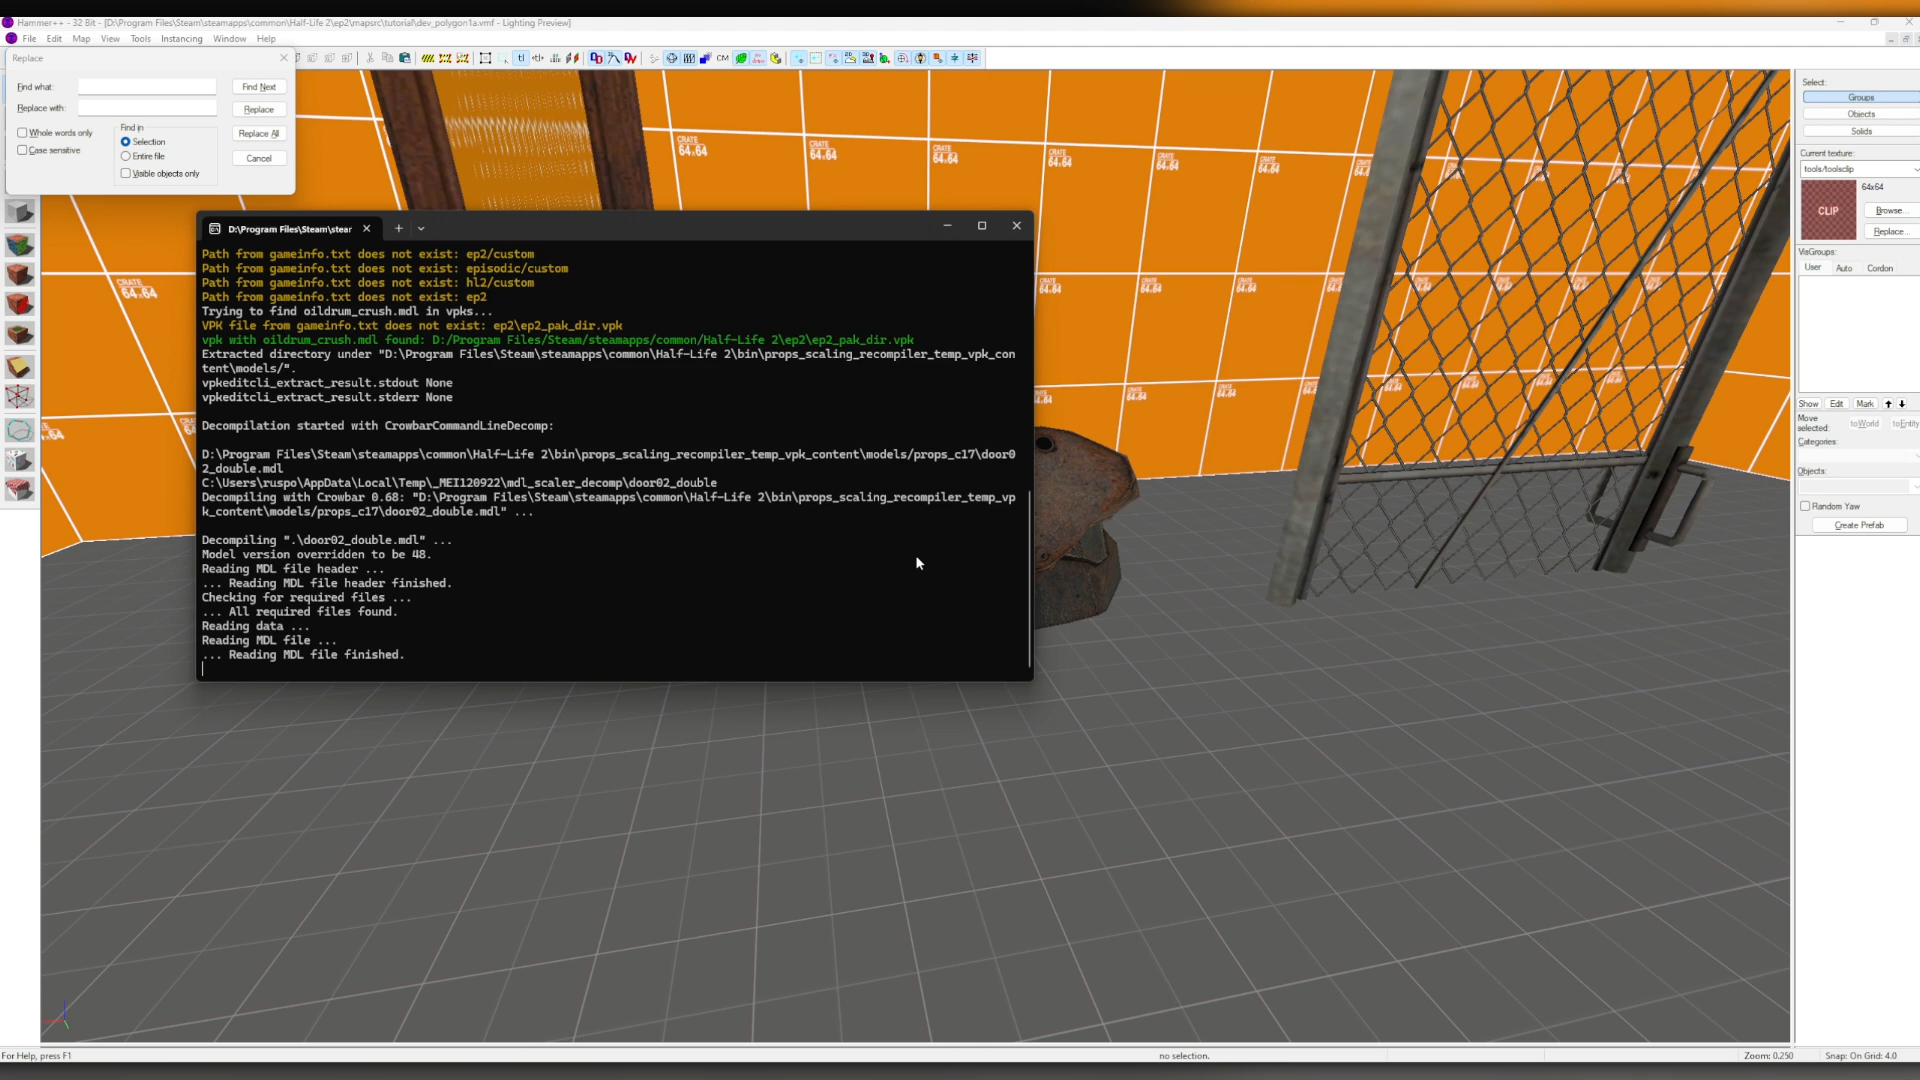 Hammer++ - 32 Bit - [D:\Program Files\Steam\steamapps\common\Half-Life 2\ep2\mapsrc\tutorial\dev_polygon1a.vmf - Lighting Preview]
File Edit Map View Tools Instancing Window Help
Replace
Find what:
Find Next
Replace with:
Replace
Whole words only
Case sensitive
Find in
Selection
Entire file
Visible objects only
Replace All
Cancel
CM
CRATE
64x64
D:\Program Files\Steam\stear
Path from gameinfo.txt does not exist: ep2/custom
Path from gameinfo.txt does not exist: episodic/custom
Path from gameinfo.txt does not exist: hl2/custom
Path from gameinfo.txt does not exist: ep2
Trying to find oildrum_crush.mdl in vpks...
VPK file from gameinfo.txt does not exist: ep2\ep2_pak_dir.vpk
vpk with oildrum_crush.mdl found: D:/Program Files/Steam/steamapps/common/Half-Life 2\ep2\ep2_pak_dir.vpk
Extracted directory under "D:\Program Files\Steam\steamapps\common\Half-Life 2\bin\props_scaling_recompiler_temp_vpk_con
tent\models/".
vpkeditcli_extract_result.stdout None
vpkeditcli_extract_result.stderr None
Decompilation started with CrowbarCommandLineDecomp:
D:\Program Files\Steam\steamapps\common\Half-Life 2\bin\props_scaling_recompiler_temp_vpk_content\models/props_c17\door0
2_double.mdl
C:\Users\ruspo\AppData\Local\Temp\_MEI120922\mdl_scaler_decomp\door02_double
Decompiling with Crowbar 0.68: "D:\Program Files\Steam\steamapps\common\Half-Life 2\bin\props_scaling_recompiler_temp_vp
k_content\models/props_c17\door02_double.mdl" ...
Decompiling ".\door02_double.mdl" ...
Model version overridden to be 48.
Reading MDL file header ...
... Reading MDL file header finished.
Checking for required files ...
... All required files found.
Reading data ...
Reading MDL file ...
... Reading MDL file finished.
Select:
Groups
Objects
Solids
Current texture:
tools/toolsclip
64x64
CLIP
Browse...
Replace...
VisGroups:
User Auto Cordon
Show Edit Mark
Move
selected:
toWorld toEntity
Categories:
Objects:
Random Yaw
Create Prefab
For Help, press F1
no selection.
Zoom: 0.250
Snap: On Grid: 4.0